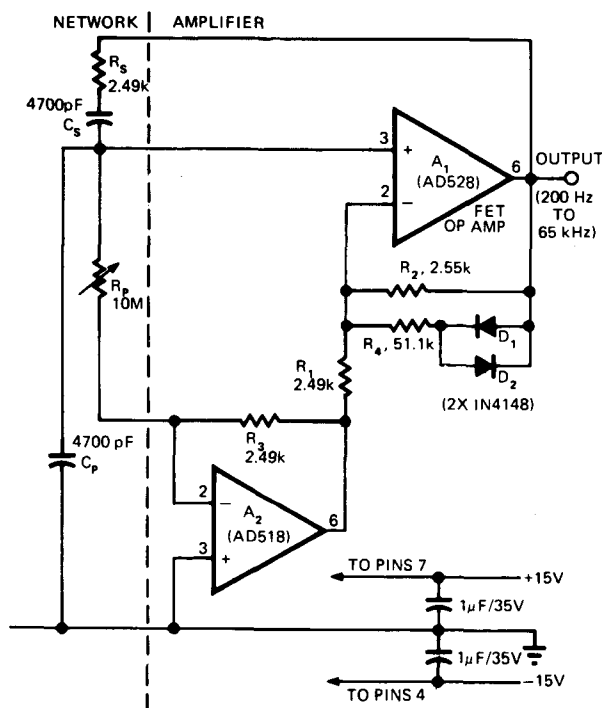 NETWORK
AMPLIFIER
R_S
2.49k
4700pF
C_S
3
+
A_1
(AD528)
6
OUTPUT
2
−
FET
OP AMP
(200 Hz
TO
65 kHz)
R_2, 2.55k
R_P
10M
R_4, 51.1k
D_1
D_2
R_1
2.49k
(2X IN4148)
R_3
2.49k
4700 pF
C_P
2
−
A_2
6
(AD518)
3
+
TO PINS 7
+15V
1μF/35V
1μF/35V
TO PINS 4
−15V